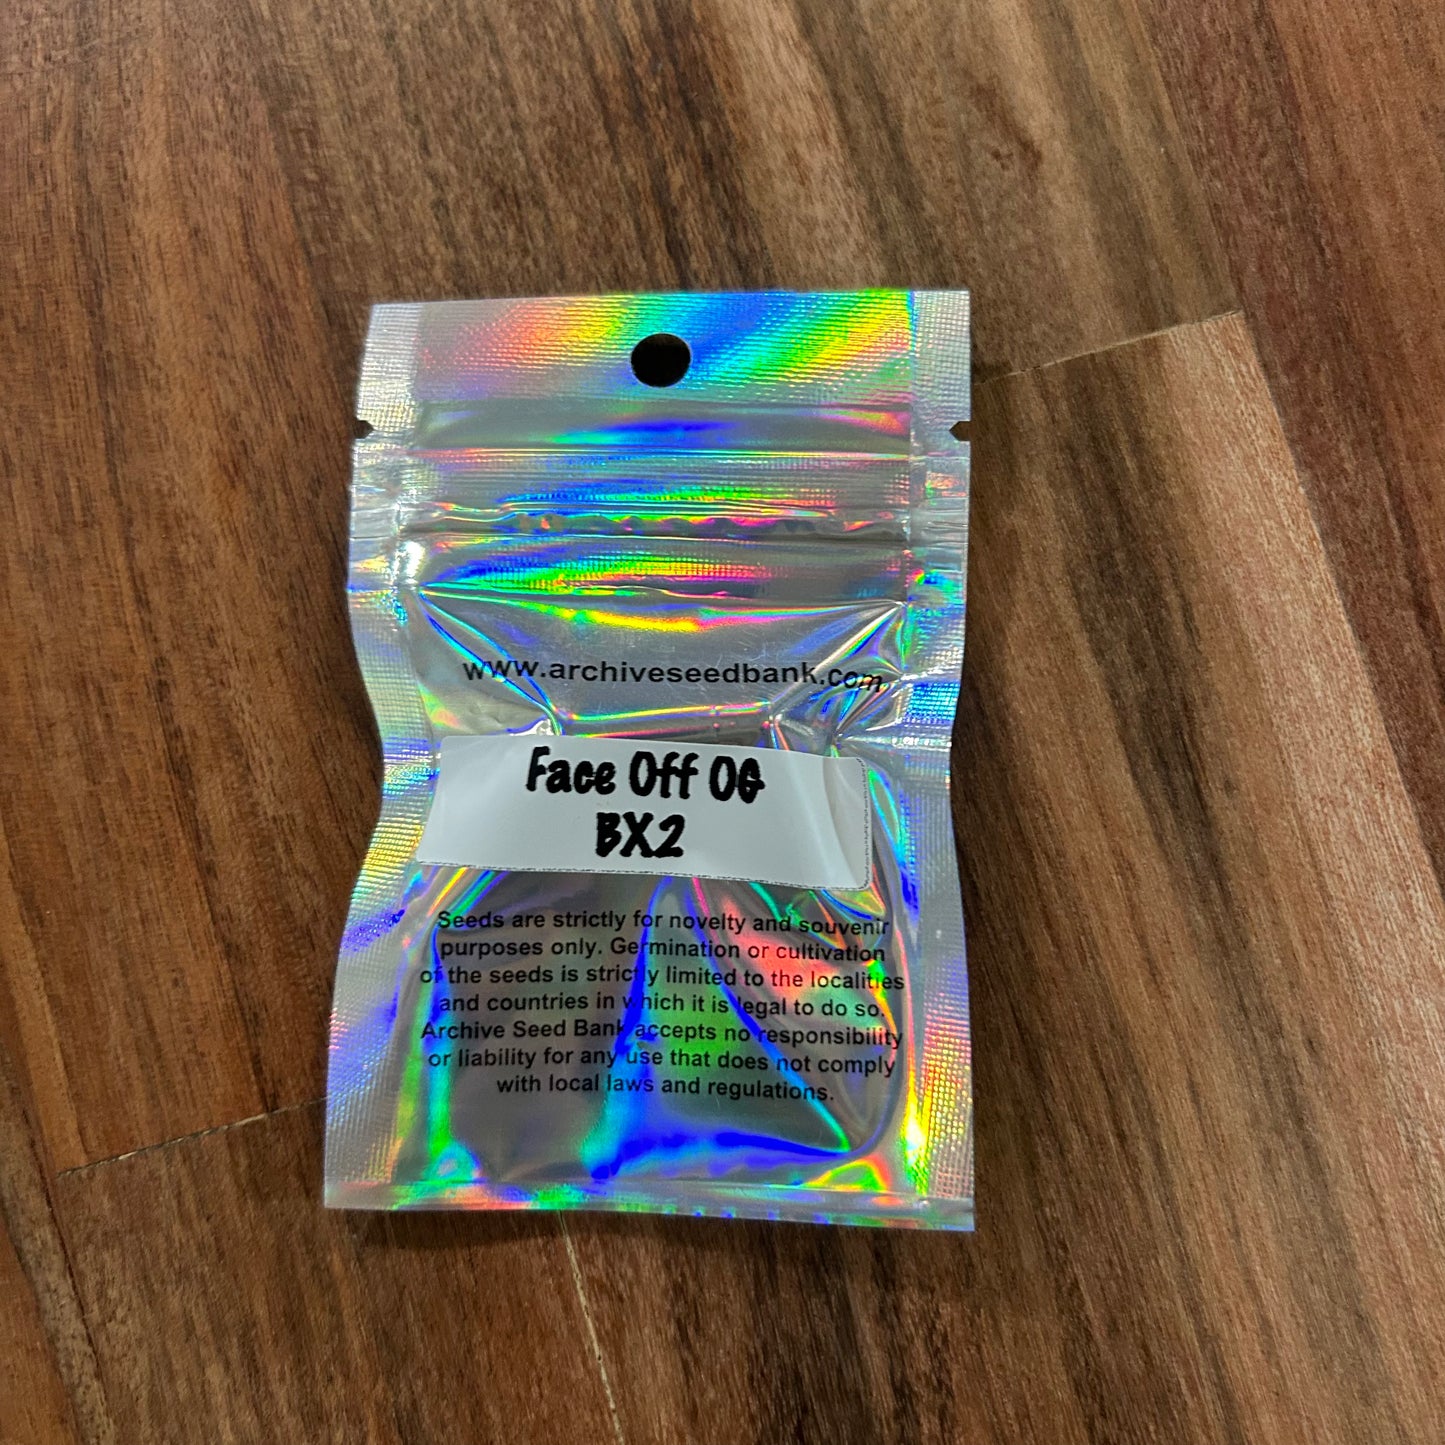 www.archiveseedbank.com
Face Off OG
BX2
Seeds are strictly for novelty and souvenir
purposes only. Germination or cultivation
of the seeds is strictly limited to the localities
and countries in which it is legal to do so.
Archive Seed Bank accepts no responsibility
or liability for any use that does not comply
with local laws and regulations.